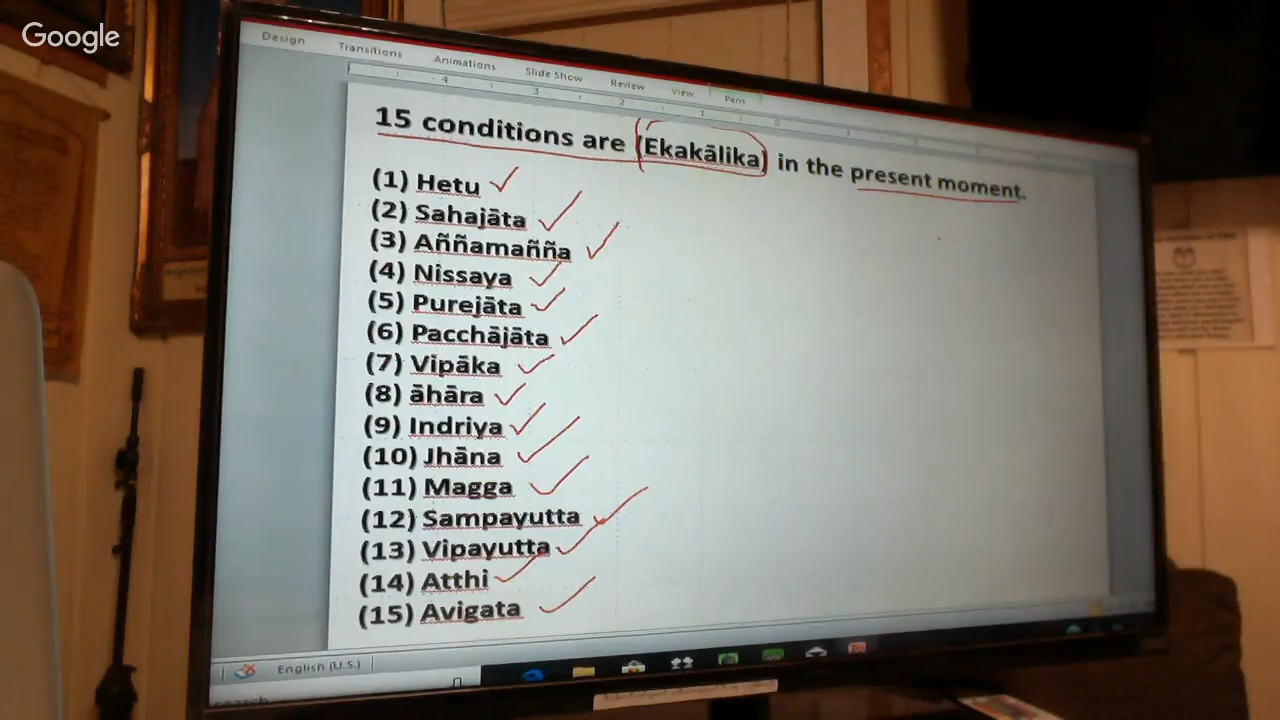 Google
Design Transitions Animations Slide Show Review View Pens
15 conditions are (Ekakālika) in the present moment.
(1) Hetu
(2) Sahajāta
(3) Aññamañña
(4) Nissaya
(5) Purejāta
(6) Pacchājāta
(7) Vipāka
(8) āhāra
(9) Indriya
(10) Jhāna
(11) Magga
(12) Sampayutta
(13) Vipayutta
(14) Atthi
(15) Avigata
English (U.S.)
search